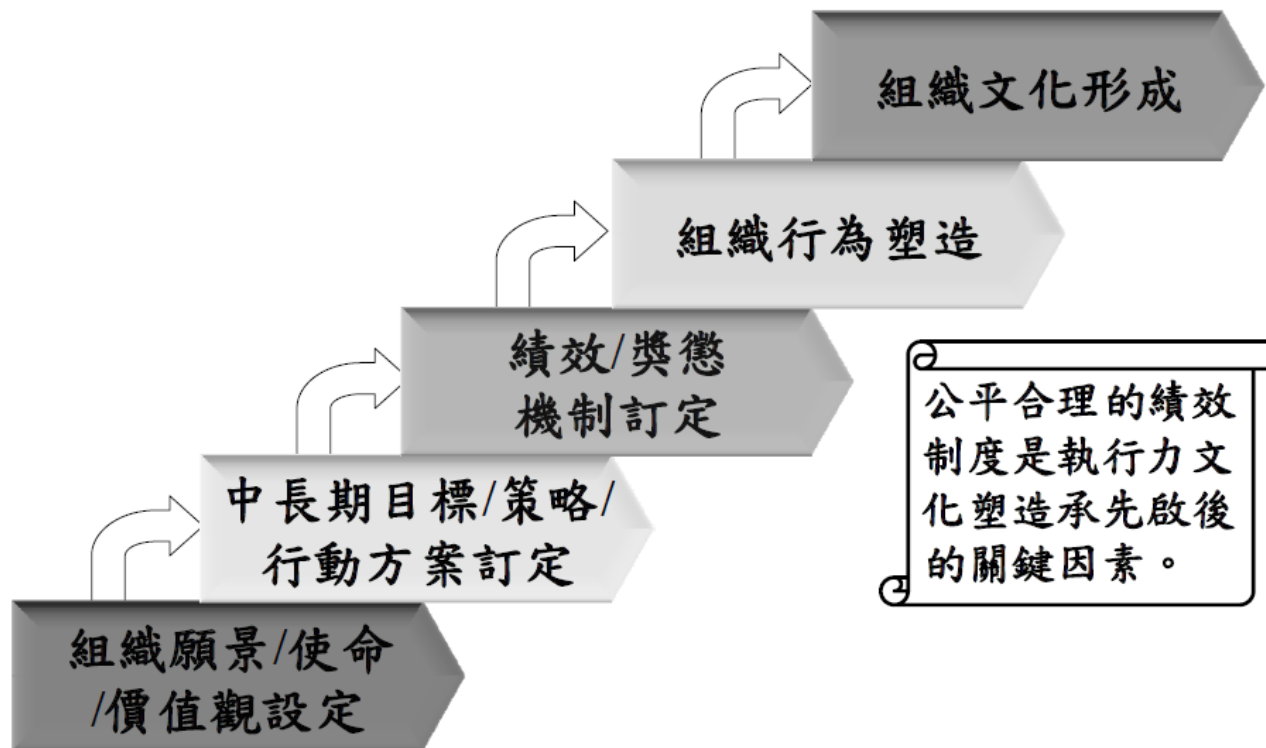 組織文化形成
組織行為塑造
績效/獎懲
機制訂定
公平合理的績效
制度是執行力文
化塑造承先啟後
的關鍵因素。
中長期目標/策略/
行動方案訂定
組織願景/使命
/價值觀設定